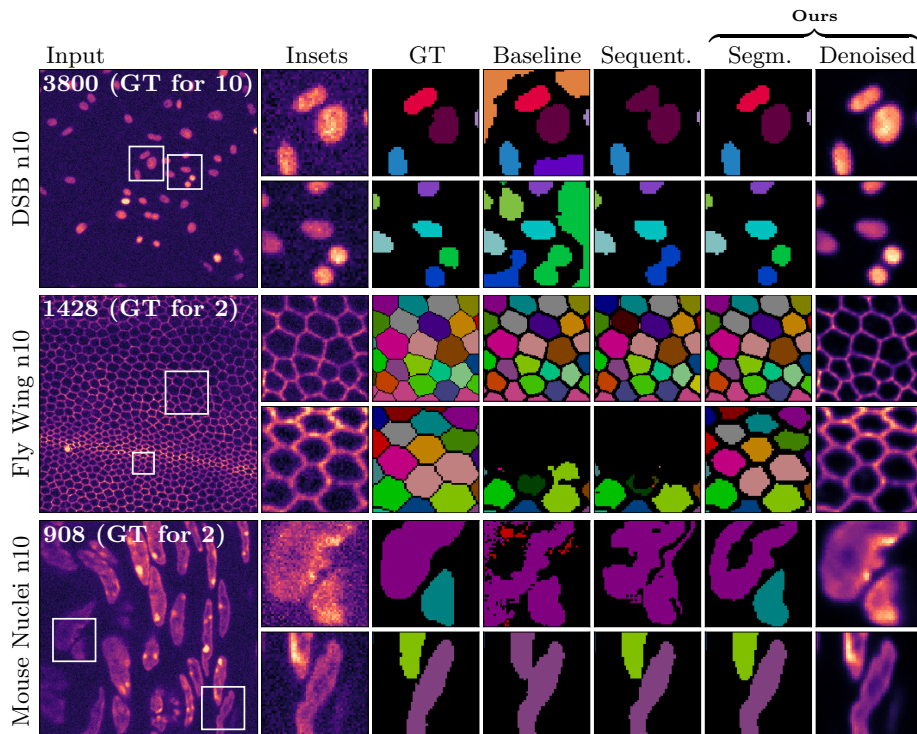 Ours
Input Insets GT Baseline Sequent. Segm. Denoised
DSB n10
3800 (GT for 10)
Fly Wing n10
1428 (GT for 2)
Mouse Nuclei n10
908 (GT for 2)